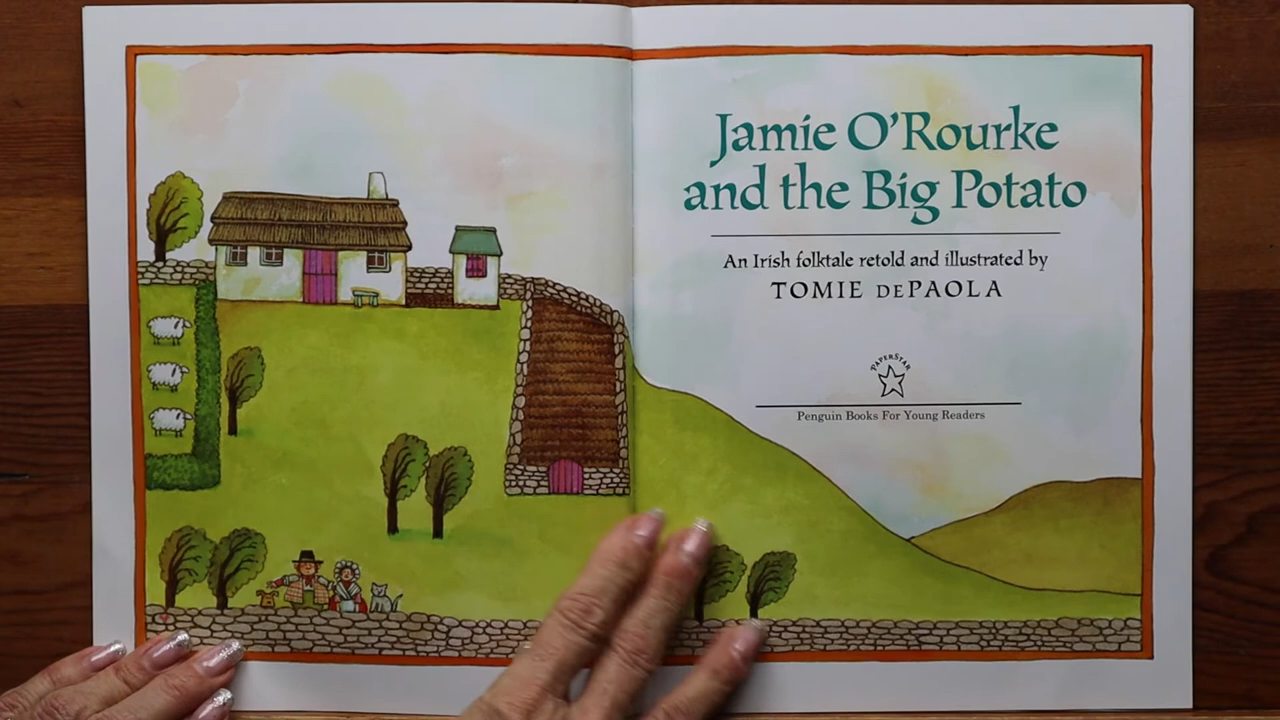 Jamie O'Rourke
and the Big Potato
An Irish folktale retold and illustrated by
TOMIE DEPAOLA
PAPERSTAR
Penguin Books For Young Readers